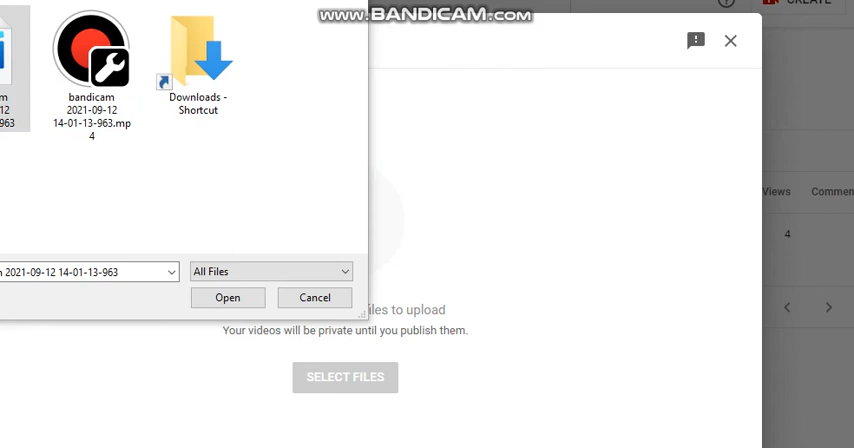 www.BANDICAM.com
CREATE
m
12
963
bandicam
2021-09-12
14-01-13-963.mp
4
Downloads -
Shortcut
Views
Commen
4
n 2021-09-12 14-01-13-963
All Files
Open
Cancel
files to upload
Your videos will be private until you publish them.
SELECT FILES